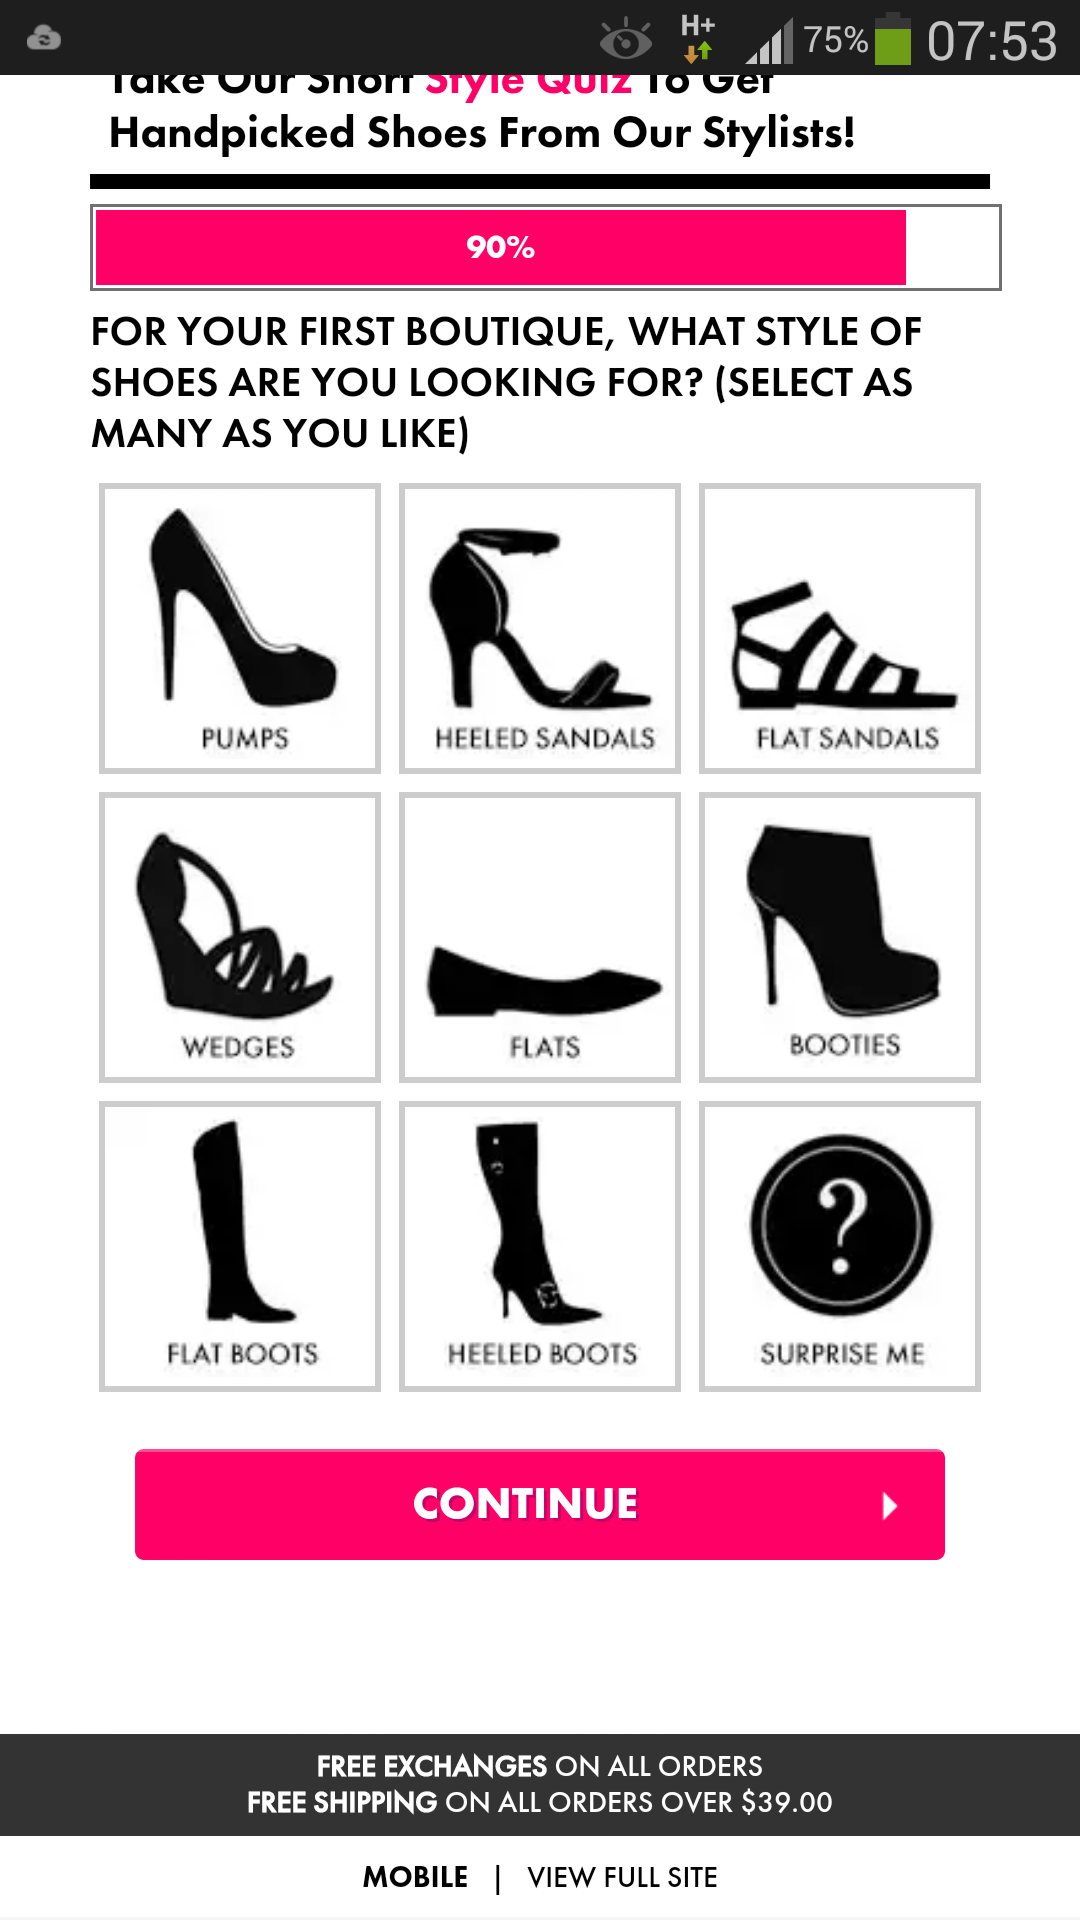 H+ 75% 07:53
Take Our Short Style Quiz To Get
Handpicked Shoes From Our Stylists!
90%
FOR YOUR FIRST BOUTIQUE, WHAT STYLE OF
SHOES ARE YOU LOOKING FOR? (SELECT AS
MANY AS YOU LIKE)
PUMPS
HEELED SANDALS
FLAT SANDALS
WEDGES
FLATS
BOOTIES
FLAT BOOTS
HEELED BOOTS
?
SURPRISE ME
CONTINUE
FREE EXCHANGES ON ALL ORDERS
FREE SHIPPING ON ALL ORDERS OVER $39.00
MOBILE | VIEW FULL SITE